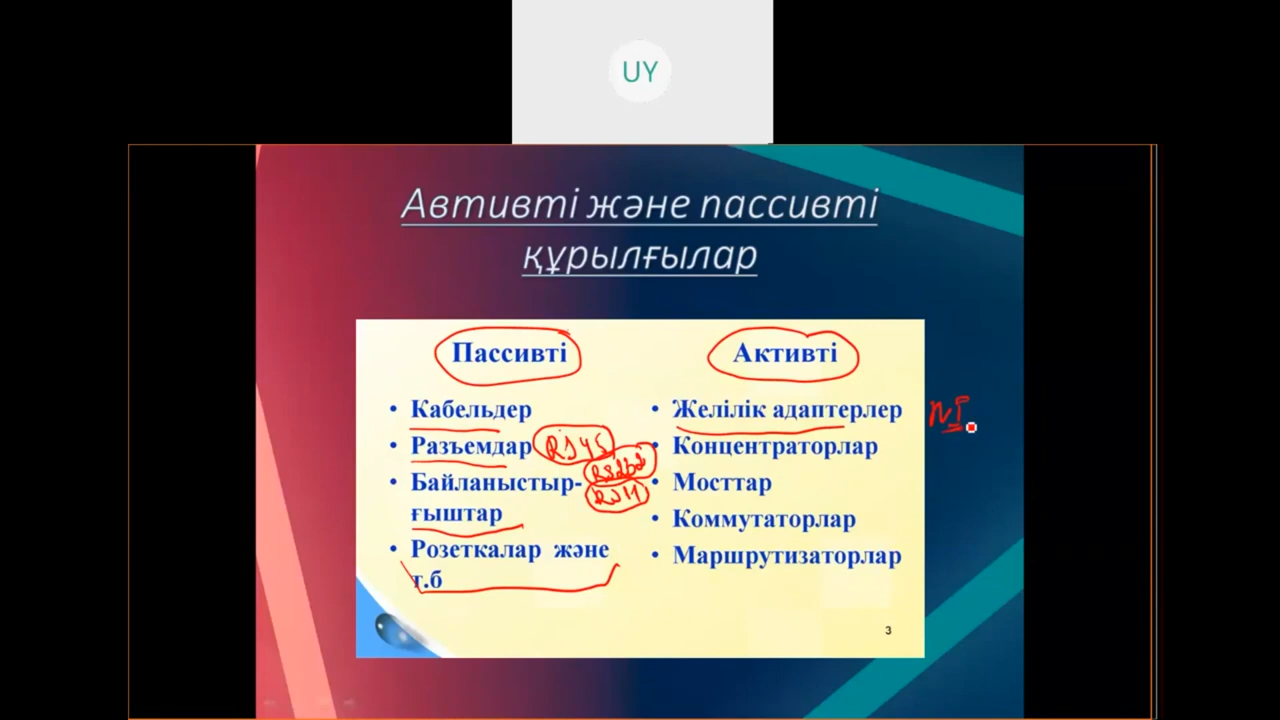 UY
Автивті және пассивті
құрылғылар
Пассивті
• Кабельдер
• Разъемдар RJ45
• Байланыстыр-
ғыштар RJ11
• Розеткалар және
т.б
Активті
• Желілік адаптерлер
• Концентраторлар
• Мосттар
• Коммутаторлар
• Маршрутизаторлар
3